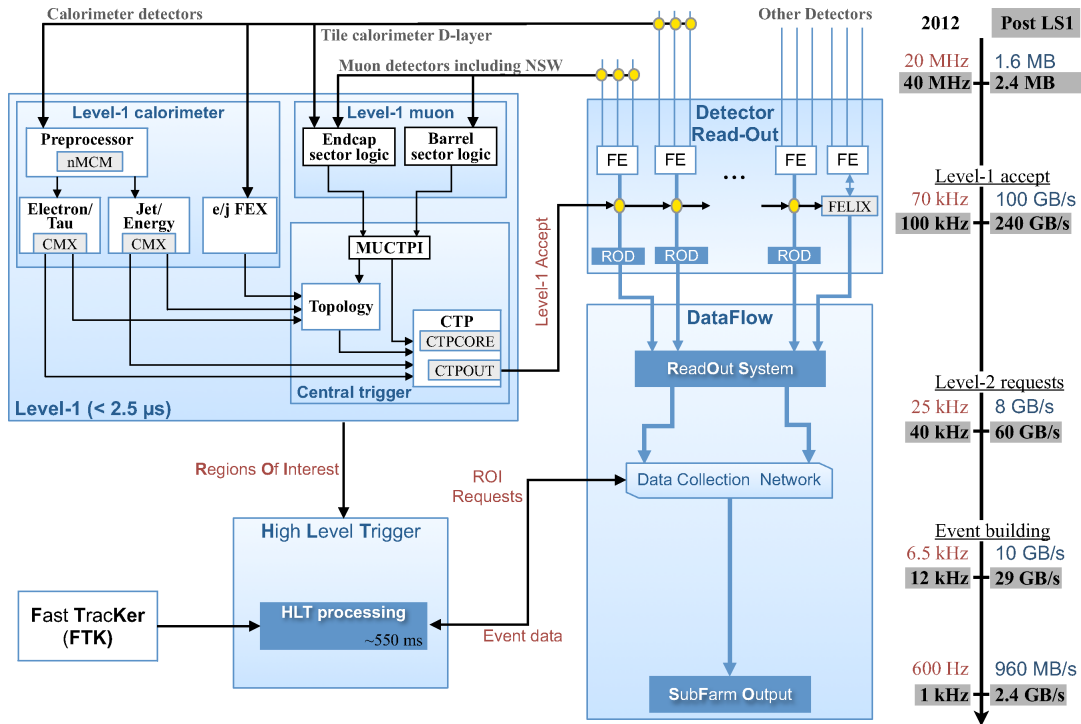 Calorimeter detectors
Other Detectors
2012
Post LS1
Tile calorimeter D-layer
Muon detectors including NSW
20 MHz
1.6 MB
40 MHz
2.4 MB
Level-1 calorimeter
Level-1 muon
Detector
Read-Out
Preprocessor
nMCM
Endcap
sector logic
Barrel
sector logic
FE
FE
FE
FE
...
Level-1 accept
70 kHz
100 GB/s
100 kHz
240 GB/s
Electron/
Tau
CMX
Jet/
Energy
CMX
e/j FEX
FELIX
MUCTPI
ROD
ROD
ROD
Level-1 Accept
Topology
CTP
CTPCORE
CTPOUT
DataFlow
ReadOut System
Central trigger
Level-1 (< 2.5 µs)
Level-2 requests
25 kHz
8 GB/s
40 kHz
60 GB/s
Regions Of Interest
ROI
Requests
Data Collection Network
High Level Trigger
Event building
6.5 kHz
10 GB/s
12 kHz
29 GB/s
Fast TracKer
(FTK)
HLT processing
~550 ms
Event data
600 Hz
960 MB/s
1 kHz
2.4 GB/s
SubFarm Output